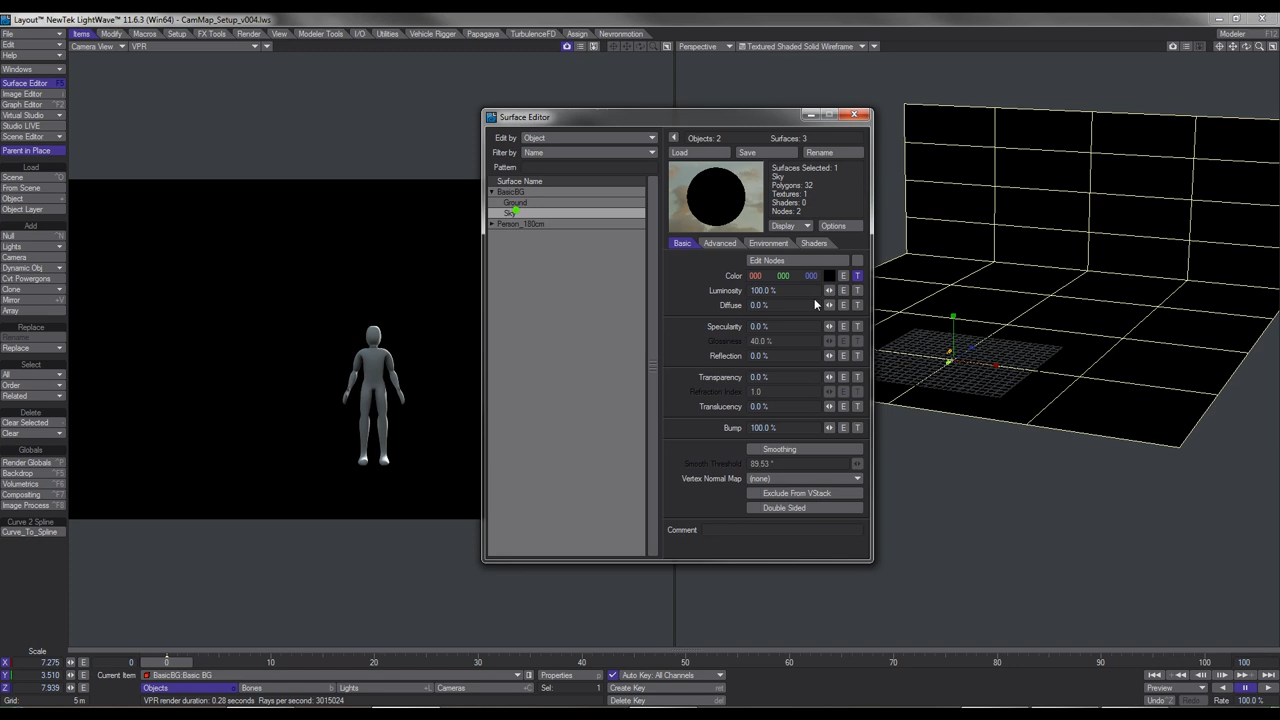 Layout™ NewTek LightWave™ 11.6.3 (Win64) - CamMap_Setup_v004.lws
File
Items
Modify
Setup
FX Tools
Render
View
Modeler Tools
I/O
Utilities
Vehicle Rigger
Papagaya
TurbulenceFD
Assign
Nevronmotion
Modeler
F12
Edit
Camera View
VPR
Perspective
Textured Shaded Solid Wireframe
Help
Windows
Surface Editor F5
Image Editor
Graph Editor ^F2
Virtual Studio
Studio LIVE
Scene Editor
Parent in Place
Load
Scene ^O
From Scene
Object +
Object Layer
Add
Null
Lights
Camera
Dynamic Obj
Cvt Powergons
Clone ^C
Mirror +V
Array
Replace
Rename
Replace
Select
All
Order
Related
Delete
Clear Selected
Clear
Globals
Render Globals ^P
Backdrop ^F5
Volumetrics ^F6
Compositing ^F7
Image Process ^F8
Curve 2 Spline
Curve_To_Spline
Surface Editor
Edit by Object
Filter by Name
Pattern
Surface Name
BasicBG
Ground
Sky
Person_180cm
Objects: 2 Surfaces: 3
Load Save Rename
Surfaces Selected: 1
Sky
Polygons: 32
Textures: 1
Shaders: 0
Nodes: 2
Display Options
Basic Advanced Environment Shaders
Edit Nodes
Color 000 000 000 E T
Luminosity 100.0 % E T
Diffuse 0.0 % E T
Specularity 0.0 % E T
Glossiness 40.0 % E T
Reflection 0.0 % E T
Transparency 0.0 % E T
Refraction Index 1.0 E T
Translucency 0.0 % E T
Bump 100.0 % E T
Smoothing
Smooth Threshold 89.53 °
Vertex Normal Map (none)
Exclude From VStack
Double Sided
Comment
Scale
X 7.275 E
Y 3.510 E
Z 7.939 E
Grid: 5 m
0 0 10 20 30 40 50 60 70 80 90 100 100
Current Item BasicBG:Basic BG
Properties p
Auto Key: All Channels
Objects Bones Lights Cameras
Sel: 1
Create Key
Delete Key
VPR render duration: 0.28 seconds Rays per second: 3015024
Preview
Undo ^Z Redo Rate 100.0 %